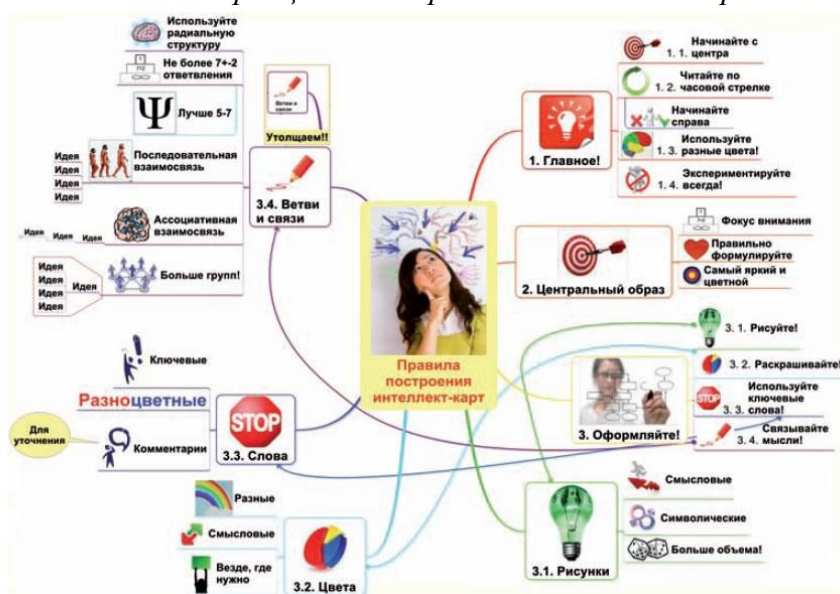 Правила
построения
интеллект-карт
1. Главное!
1. 1. Начинайте с
центра
1. 2. Читайте по
часовой стрелке
Начинайте
справа
1. 3. Используйте
разные цвета!
1. 4. Экспериментируйте
всегда!
2. Центральный образ
Фокус внимания
Правильно
формулируйте
Самый яркий и
цветной
3. Оформляйте!
3. 1. Рисуйте!
3. 2. Раскрашивайте!
STOP
3. 3. Используйте
ключевые
слова!
3. 4. Связывайте
мысли!
3.1. Рисунки
Смысловые
Символические
Больше объема!
3.2. Цвета
Разные
Смысловые
Везде, где
нужно
STOP
3.3. Слова
Ключевые
Разноцветные
Комментарии
Для
уточнения
3.4. Ветви
и связи
Ветви и
связи
Утолщаем!!
Используйте
радиальную
структуру
Не более 7+-2
ответвления
Ψ
Лучше 5-7
Последовательная
взаимосвязь
Идея
Идея
Идея
Идея
Ассоциативная
взаимосвязь
Идея
Идея
Идея
Больше групп!
Идея
Идея
Идея
Идея
Идея